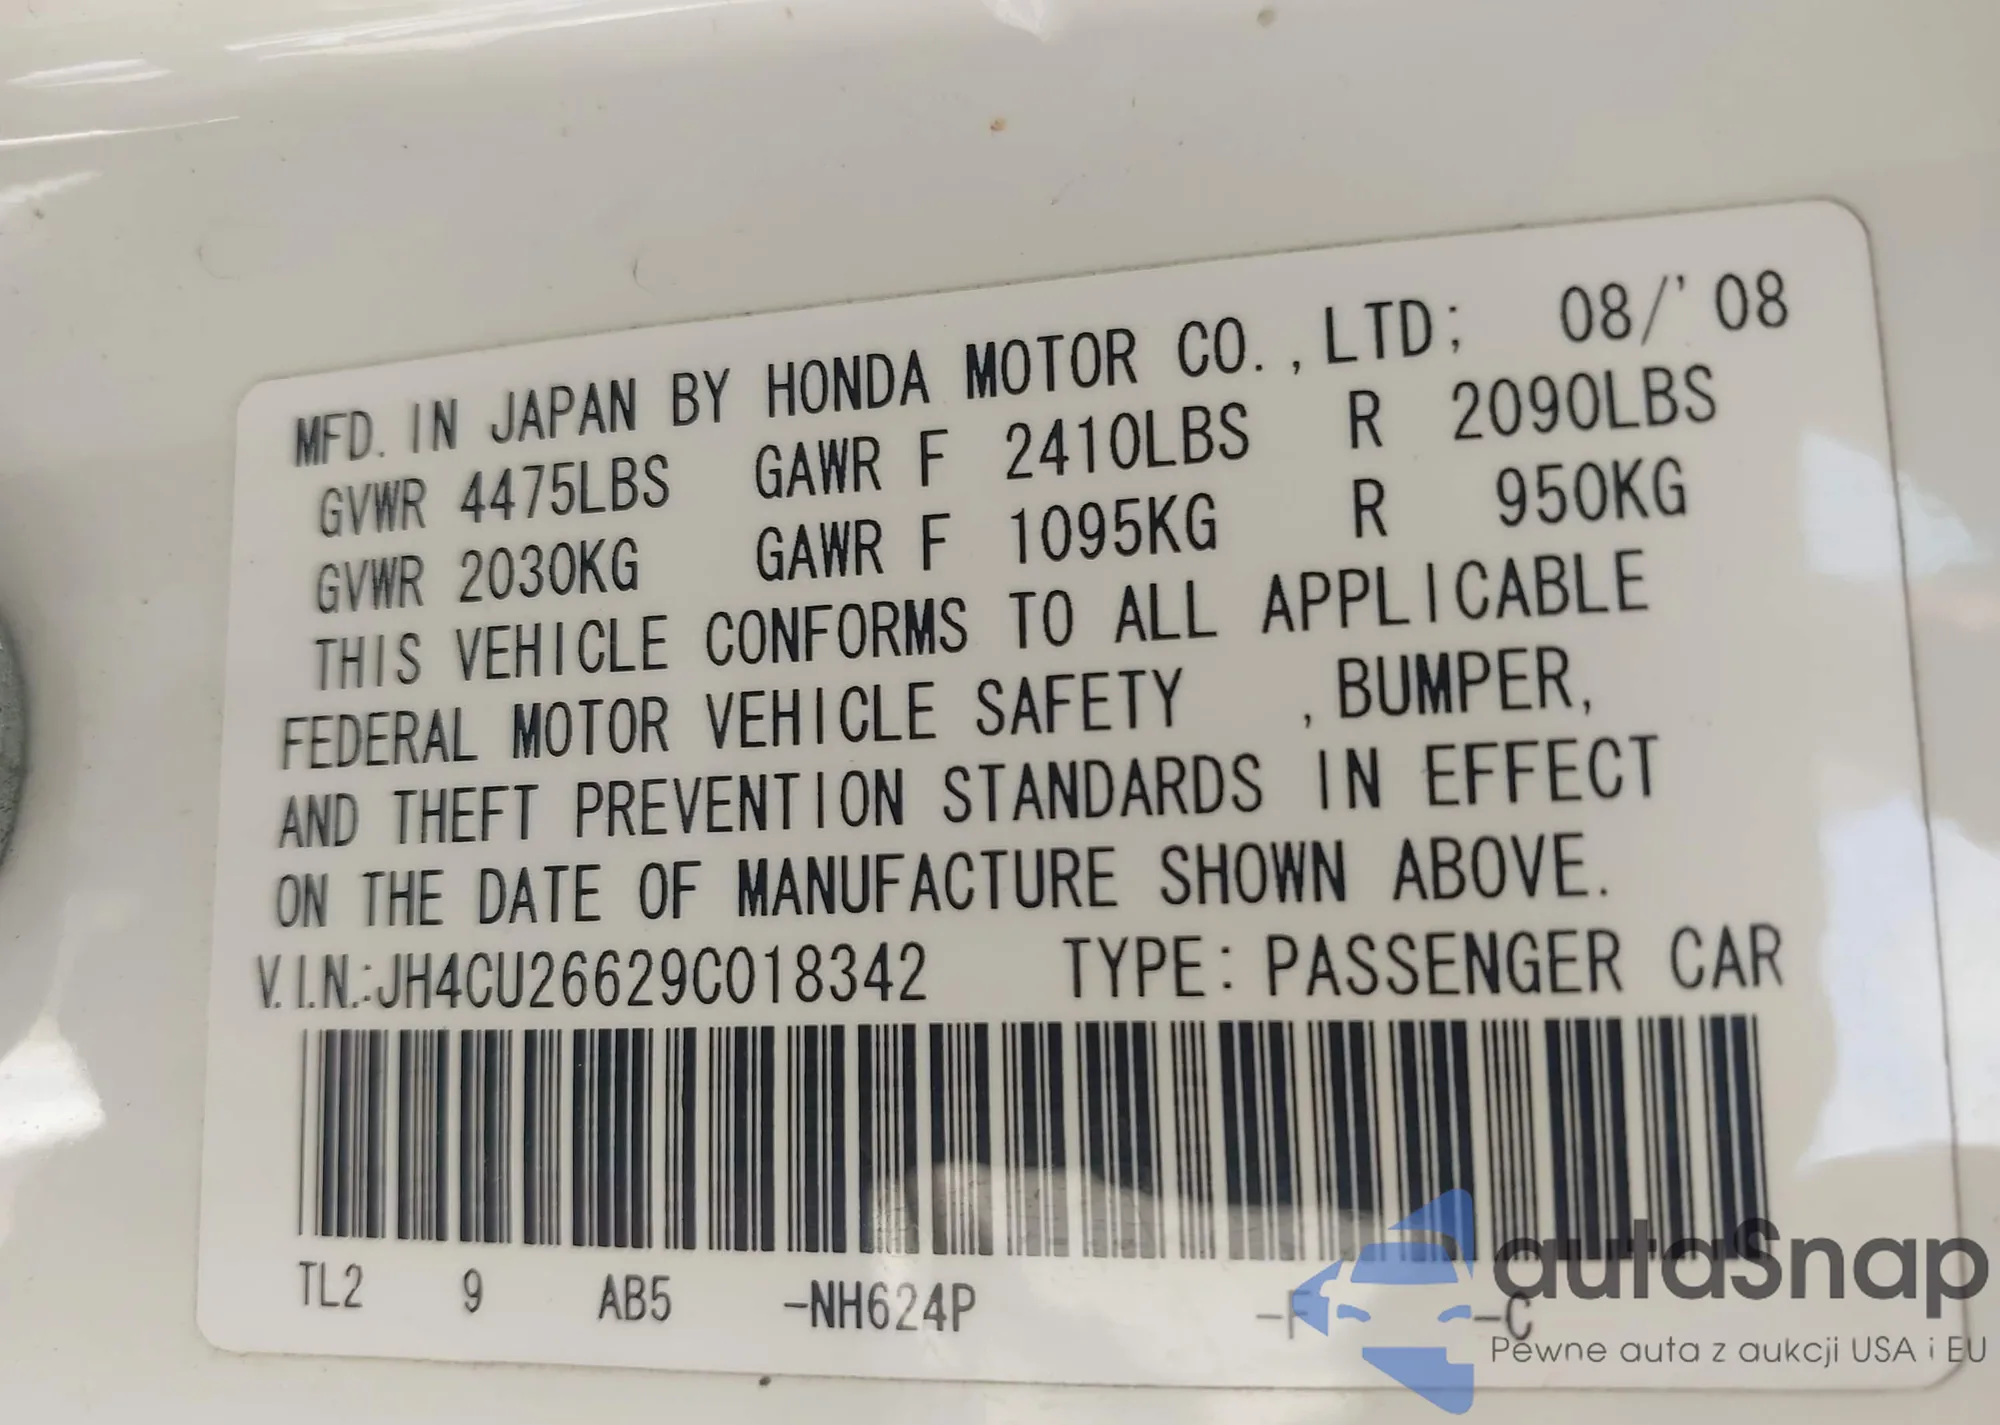 MFD. IN JAPAN BY HONDA MOTOR CO., LTD; 08/'08
GVWR 4475LBS GAWR F 2410LBS R 2090LBS
GVWR 2030KG GAWR F 1095KG R 950KG
THIS VEHICLE CONFORMS TO ALL APPLICABLE
FEDERAL MOTOR VEHICLE SAFETY , BUMPER,
AND THEFT PREVENTION STANDARDS IN EFFECT
ON THE DATE OF MANUFACTURE SHOWN ABOVE.
V.I.N.:JH4CU26629C018342 TYPE: PASSENGER CAR
TL2 9 AB5 -NH624P -F -C
autaSnap
Pewne auta z aukcji USA i EU